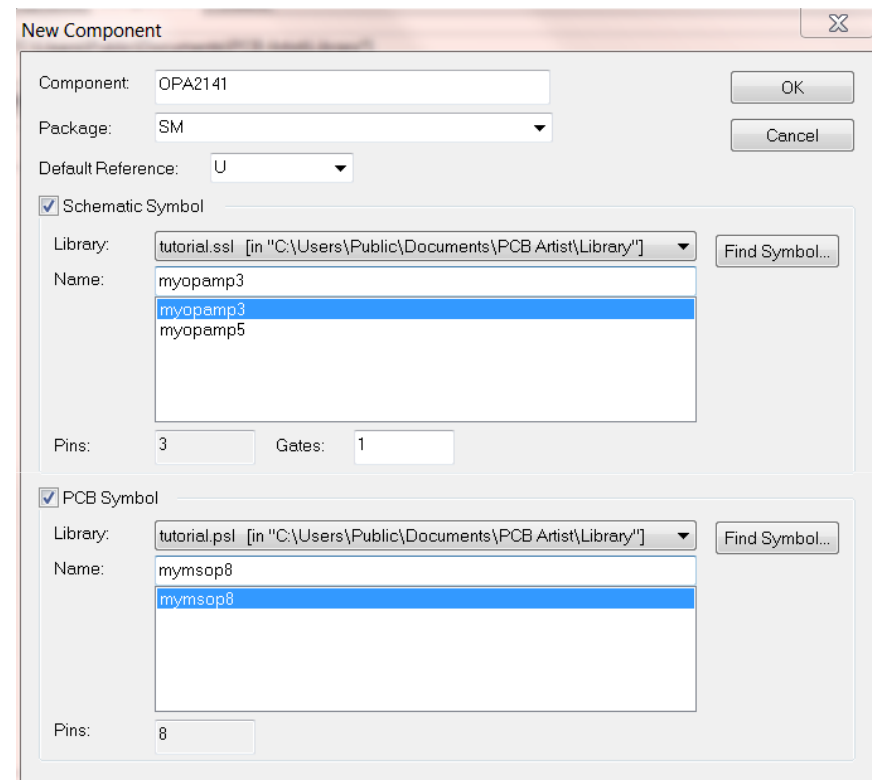 New Component
Component: OPA2141 OK
Package: SM Cancel
Default Reference: U
Schematic Symbol
Library: tutorial.ssl [in "C:\Users\Public\Documents\PCB Artist\Library"] Find Symbol...
Name: myopamp3
myopamp3
myopamp5
Pins: 3 Gates: 1
PCB Symbol
Library: tutorial.psl [in "C:\Users\Public\Documents\PCB Artist\Library"] Find Symbol...
Name: mymsop8
mymsop8
Pins: 8